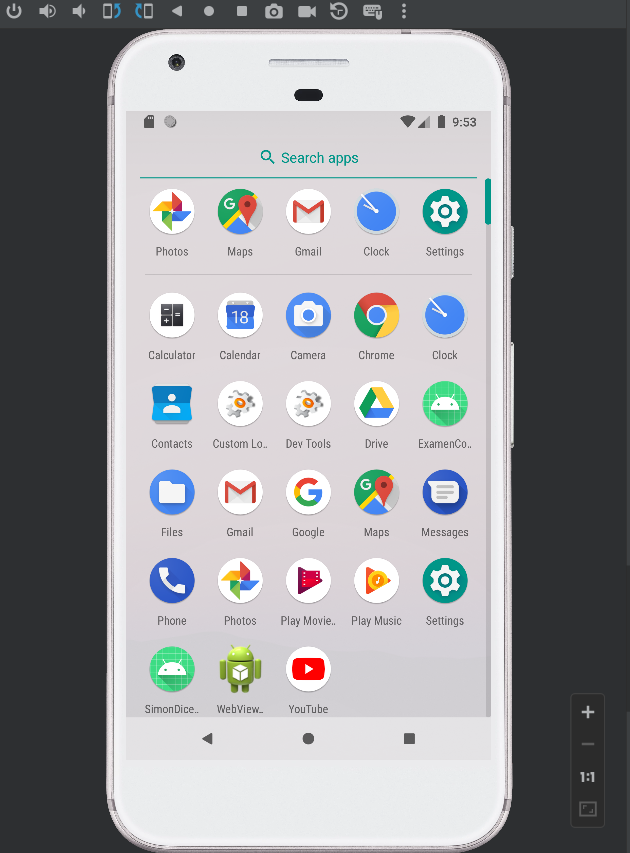 9:53
Search apps
Photos Maps Gmail Clock Settings
18
Calculator Calendar Camera Chrome Clock
Contacts Custom Lo.. Dev Tools Drive ExamenCo..
Files Gmail Google Maps Messages
Phone Photos Play Movie.. Play Music Settings
SimonDice.. WebView.. YouTube
1:1